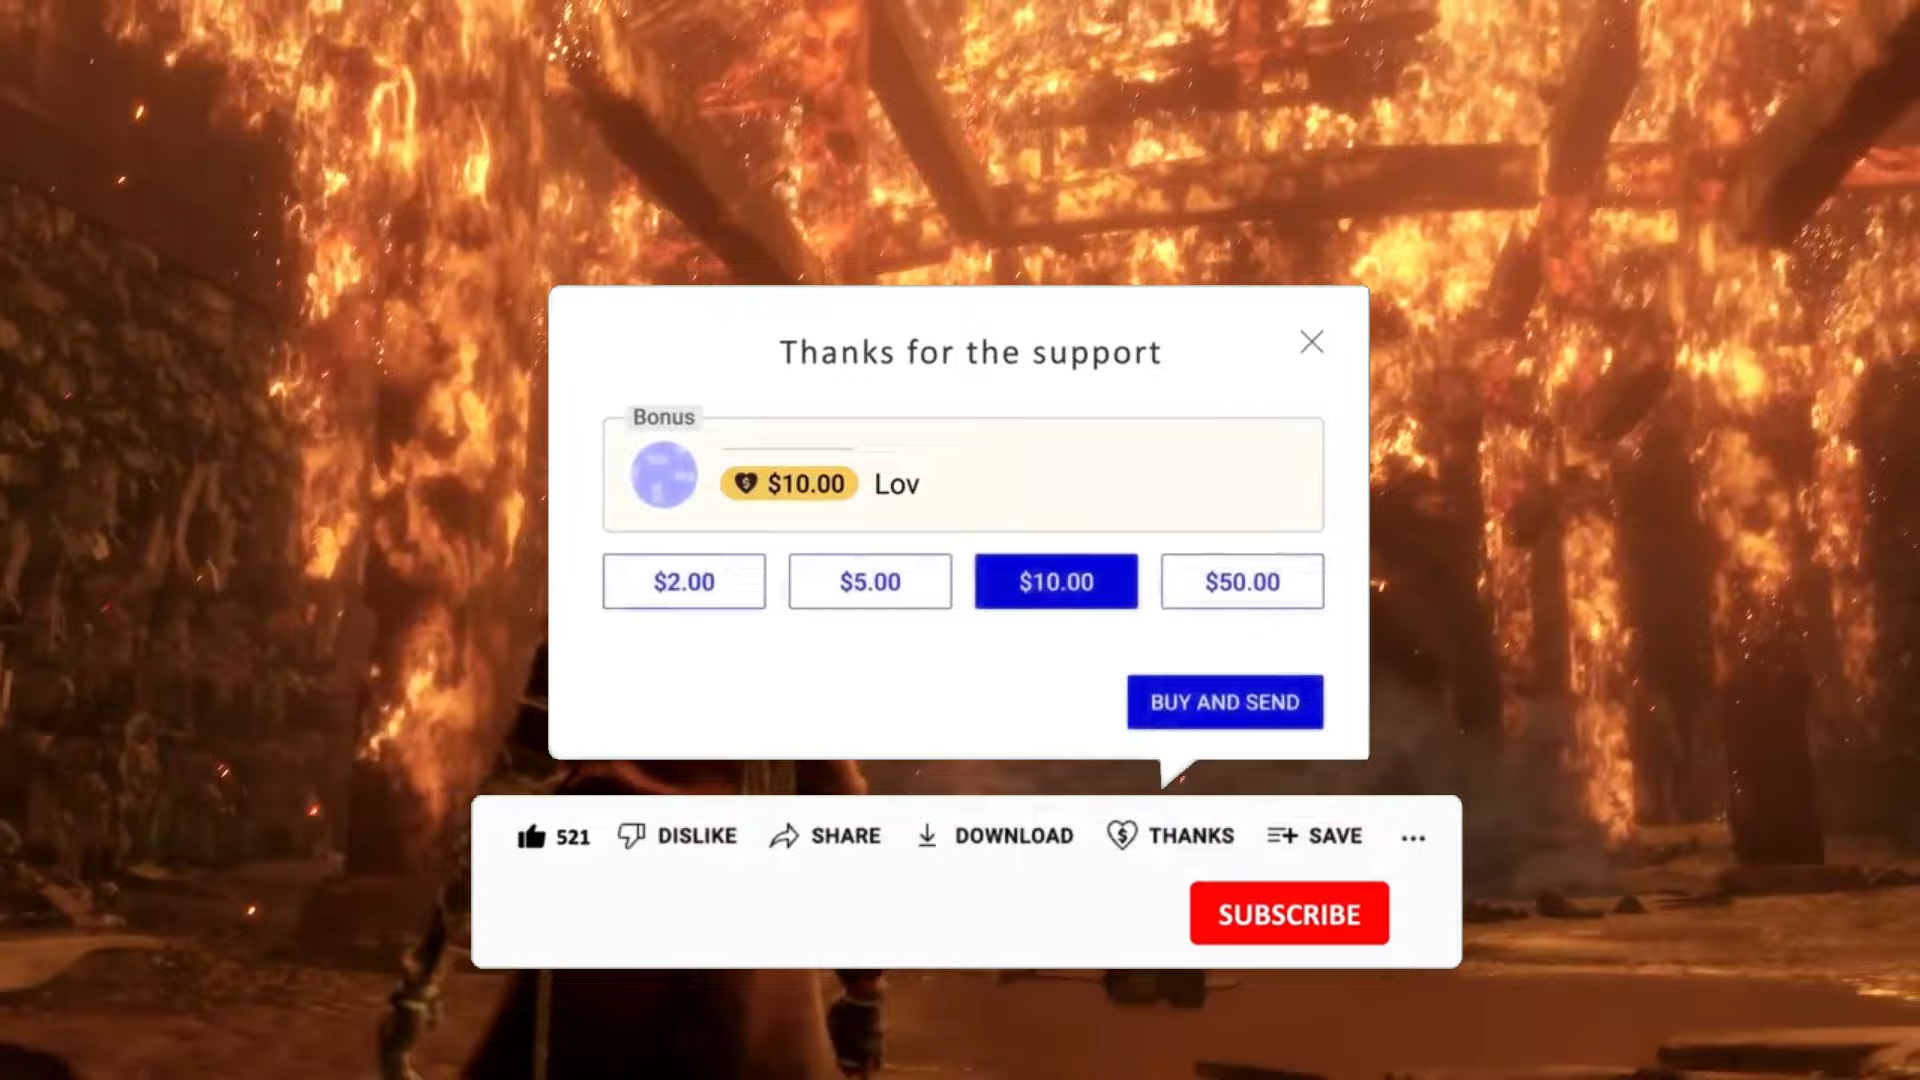 Thanks for the support
Bonus
$10.00 Lov
$2.00 $5.00 $10.00 $50.00
BUY AND SEND
521 DISLIKE SHARE DOWNLOAD THANKS SAVE ...
SUBSCRIBE